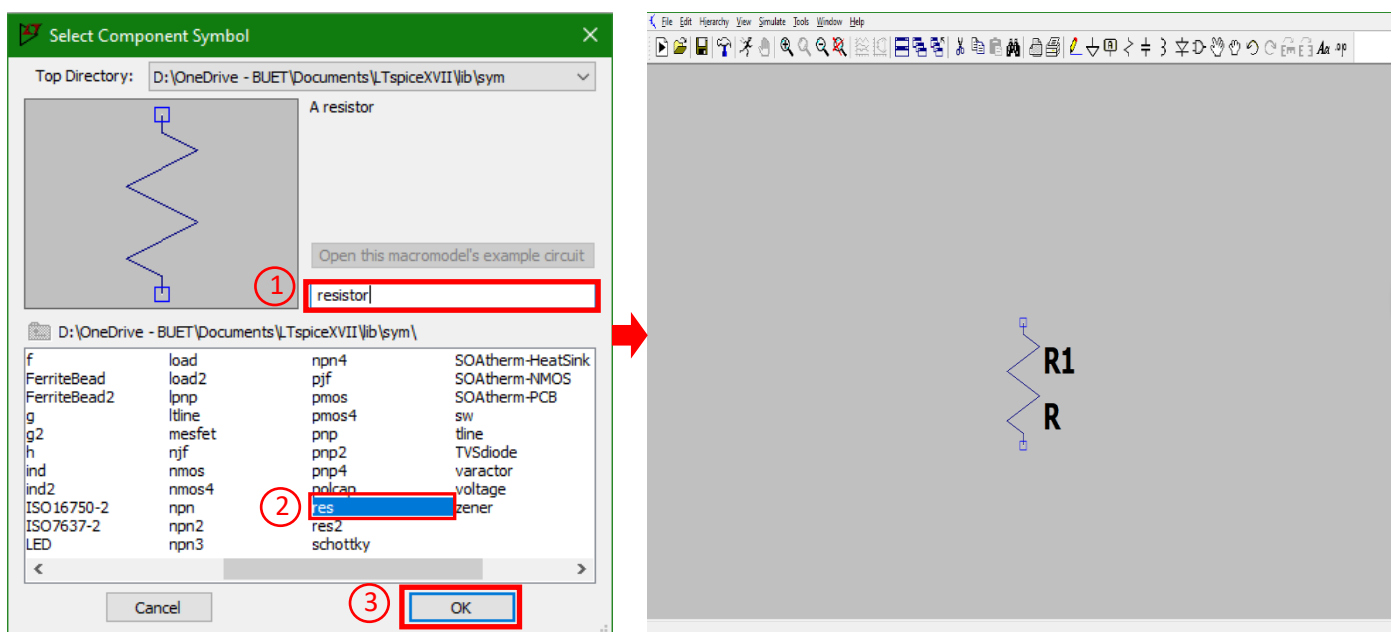 Select Component Symbol
Top Directory: D:\OneDrive - BUET\Documents\LTspiceXVII\lib\sym
A resistor
Open this macromodel's example circuit
1
resistor
D:\OneDrive - BUET\Documents\LTspiceXVII\lib\sym\
f load npn4 SOAtherm-HeatSink
FerriteBead load2 pjf SOAtherm-NMOS
FerriteBead2 lpnp pmos SOAtherm-PCB
g ltline pmos4 sw
g2 mesfet pnp tline
h njf pnp2 TVSdiode
ind nmos pnp4 varactor
ind2 nmos4 polcap voltage
ISO16750-2 npn 2 res zener
ISO7637-2 npn2 res2
LED npn3 schottky
Cancel 3 OK
File Edit Hierarchy View Simulate Tools Window Help
Aa .op
R1
R